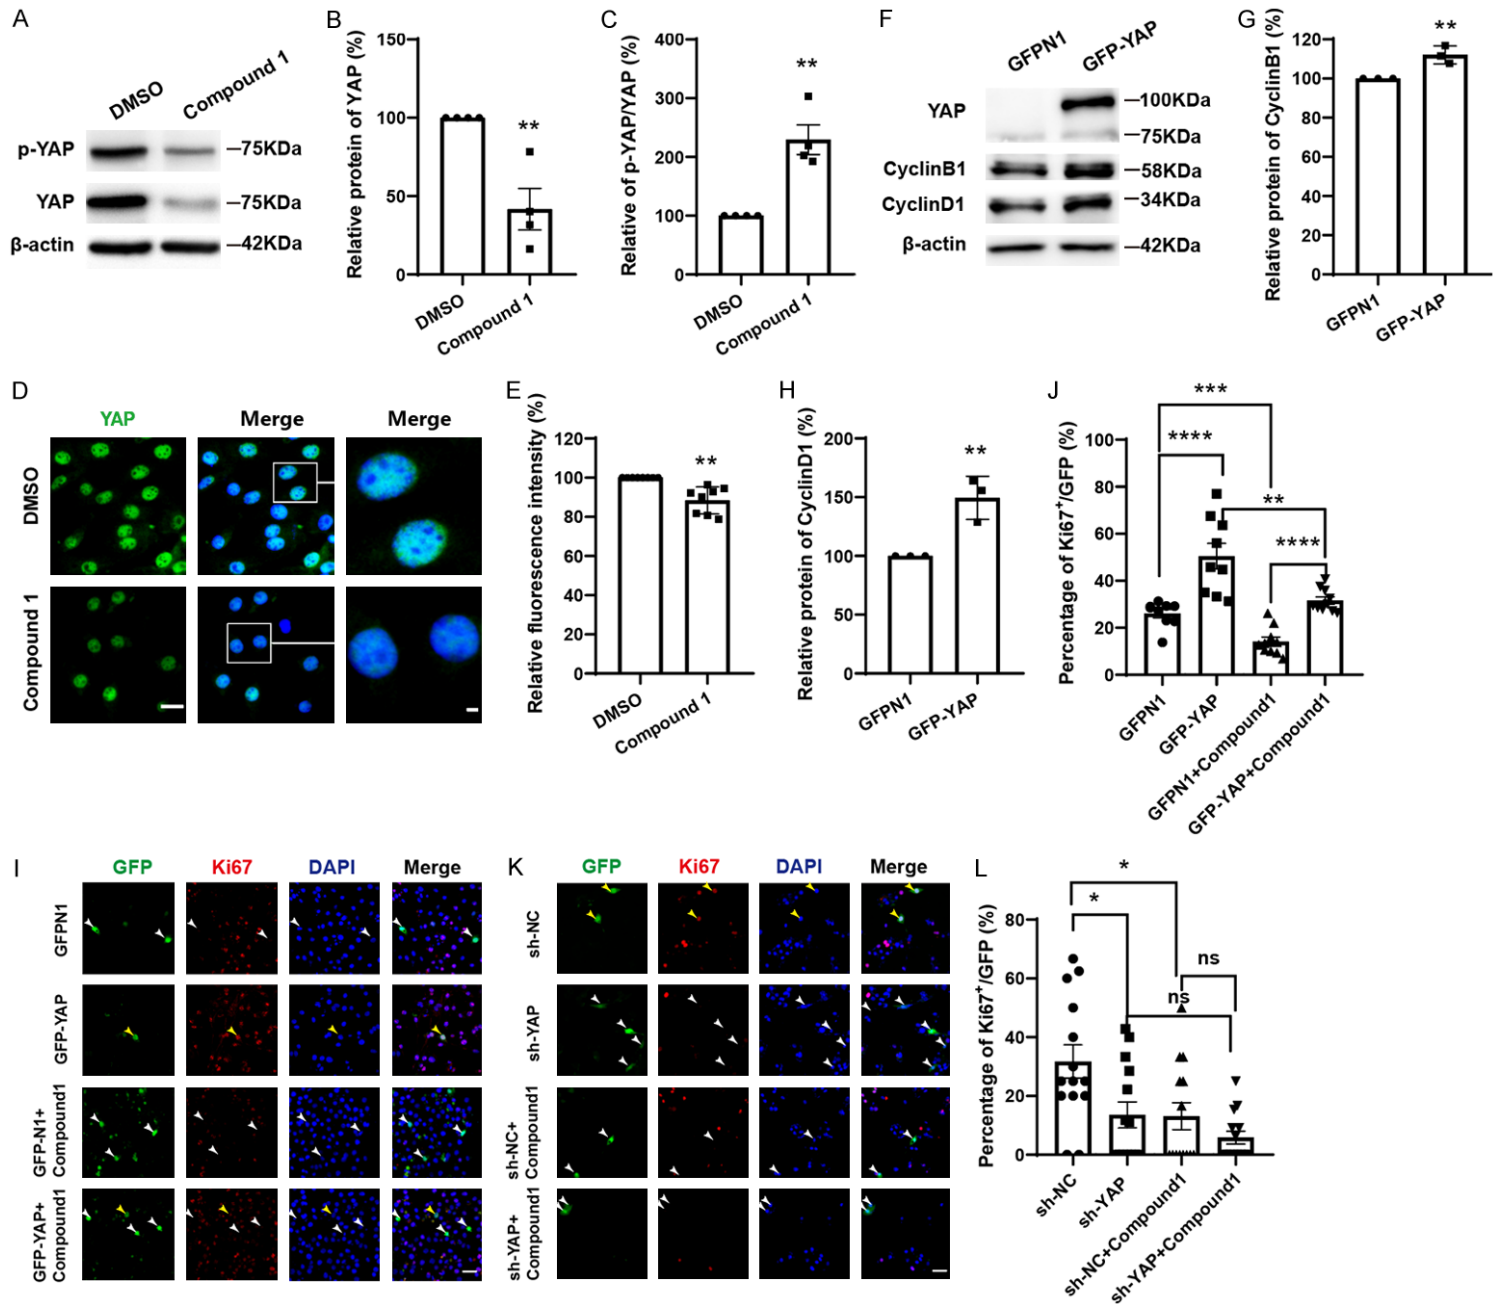 A
DMSO
Compound 1
p-YAP
–75KDa
YAP
–75KDa
β-actin
–42KDa
B
Relative protein of YAP (%)
150
100
50
0
**
DMSO
Compound 1
C
Relative of p-YAP/YAP (%)
400
300
200
100
0
**
DMSO
Compound 1
F
GFPN1
GFP-YAP
YAP
–100KDa
–75KDa
CyclinB1
–58KDa
CyclinD1
–34KDa
β-actin
–42KDa
G
Relative protein of CyclinB1 (%)
120
100
80
60
40
20
0
**
GFPN1
GFP-YAP
D
YAP
Merge
Merge
DMSO
Compound 1
E
Relative fluorescence intensity (%)
120
100
80
60
40
20
0
**
DMSO
Compound 1
H
Relative protein of CyclinD1 (%)
200
150
100
50
0
**
GFPN1
GFP-YAP
J
Percentage of Ki67+/GFP (%)
100
80
60
40
20
0
***
****
**
****
GFPN1
GFP-YAP
GFPN1+Compound1
GFP-YAP+Compound1
I
GFP
Ki67
DAPI
Merge
GFPN1
GFP-YAP
GFP-N1+
Compound1
GFP-YAP+
Compound1
K
GFP
Ki67
DAPI
Merge
sh-NC
sh-YAP
sh-NC+
Compound1
sh-YAP+
Compound1
L
Percentage of Ki67+/GFP (%)
80
60
40
20
0
*
*
ns
ns
sh-NC
sh-YAP
sh-NC+Compound1
sh-YAP+Compound1